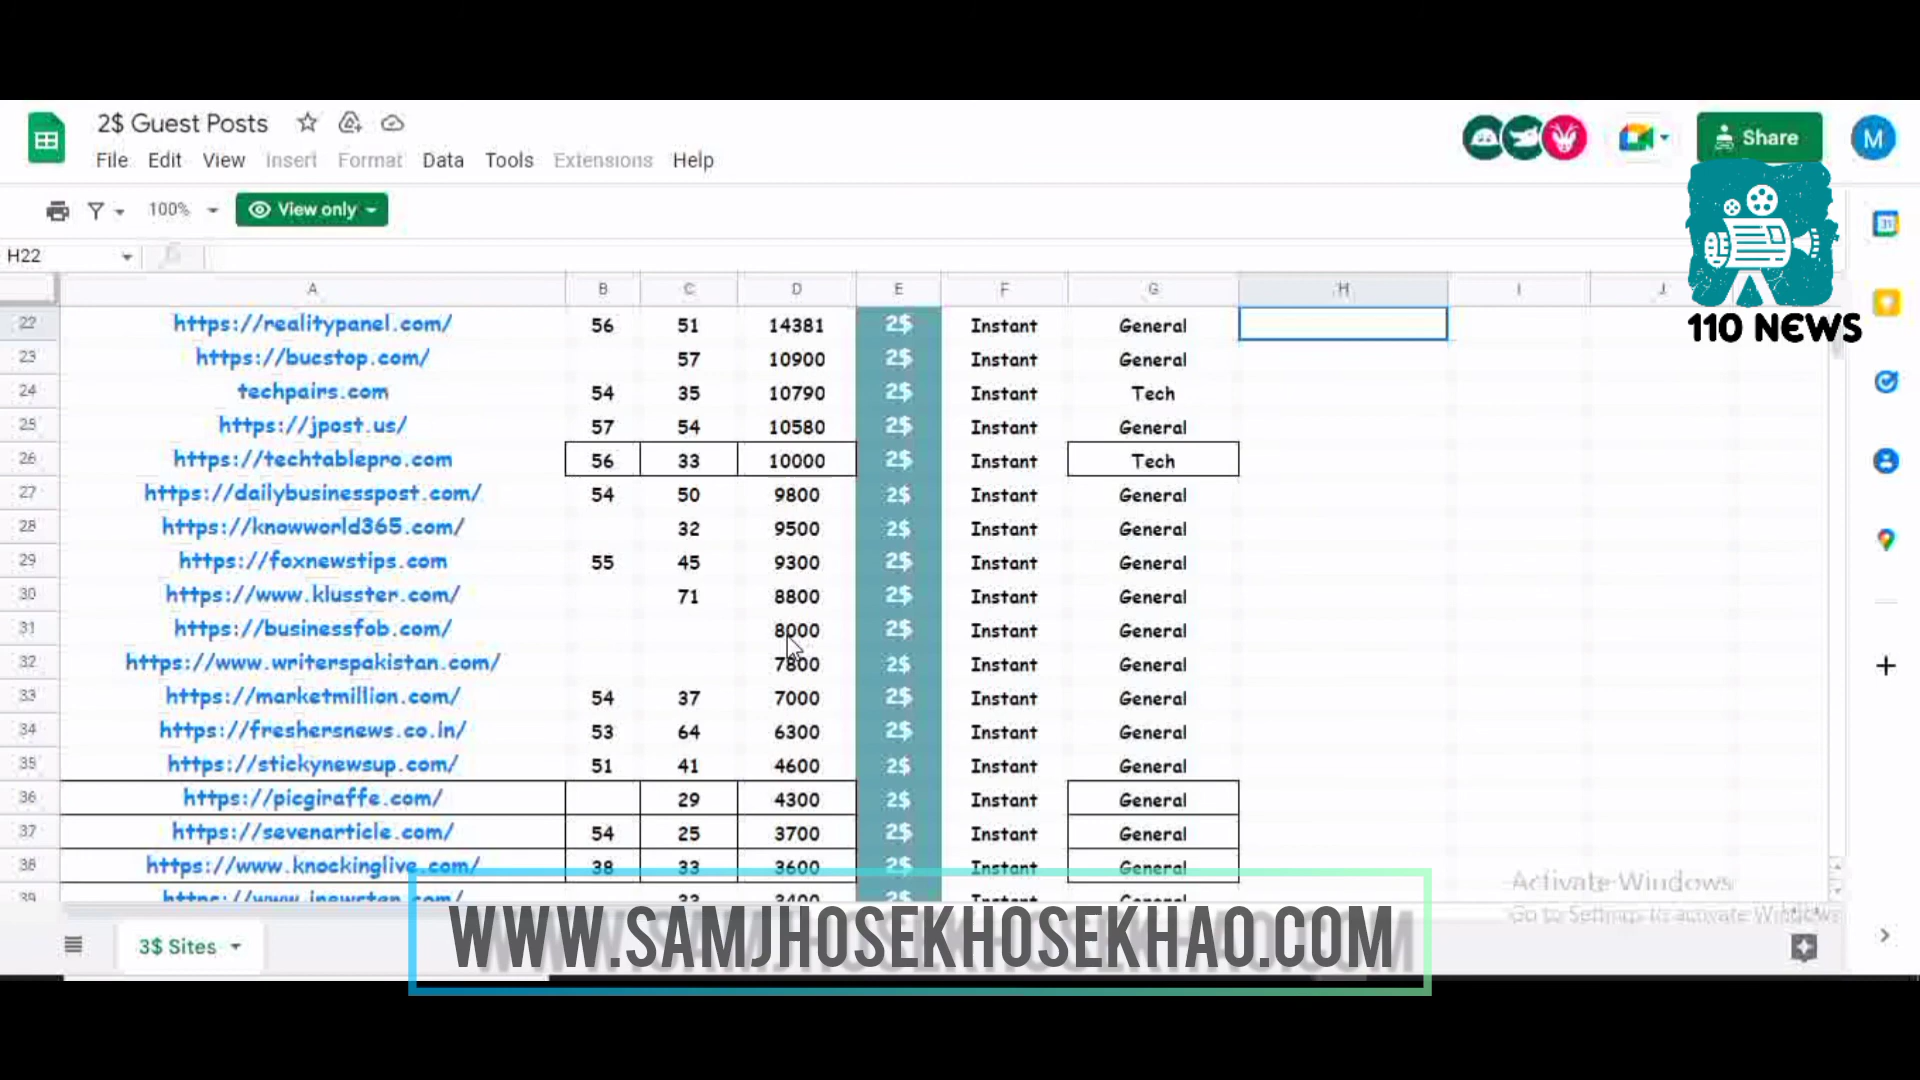 2$ Guest Posts
File Edit View Insert Format Data Tools Extensions Help
Share
M
100% View only
110 NEWS
H22
A B C D E F G H I J
22 https://realitypanel.com/ 56 51 14381 2$ Instant General
23 https://bucstop.com/ 57 10900 2$ Instant General
24 techpairs.com 54 35 10790 2$ Instant Tech
25 https://jpost.us/ 57 54 10580 2$ Instant General
26 https://techtablepro.com 56 33 10000 2$ Instant Tech
27 https://dailybusinesspost.com/ 54 50 9800 2$ Instant General
28 https://knowworld365.com/ 32 9500 2$ Instant General
29 https://foxnewstips.com 55 45 9300 2$ Instant General
30 https://www.klusster.com/ 71 8800 2$ Instant General
31 https://businessfob.com/ 8000 2$ Instant General
32 https://www.writerspakistan.com/ 7800 2$ Instant General
33 https://marketmillion.com/ 54 37 7000 2$ Instant General
34 https://freshersnews.co.in/ 53 64 6300 2$ Instant General
35 https://stickynewsup.com/ 51 41 4600 2$ Instant General
36 https://picgiraffe.com/ 29 4300 2$ Instant General
37 https://sevenarticle.com/ 54 25 3700 2$ Instant General
38 https://www.knockinglive.com/ 38 33 3600 2$ Instant General
39
Activate Windows
Go to Settings to activate Windows
3$ Sites
WWW.SAMJHOSEKHOSEKHAO.COM